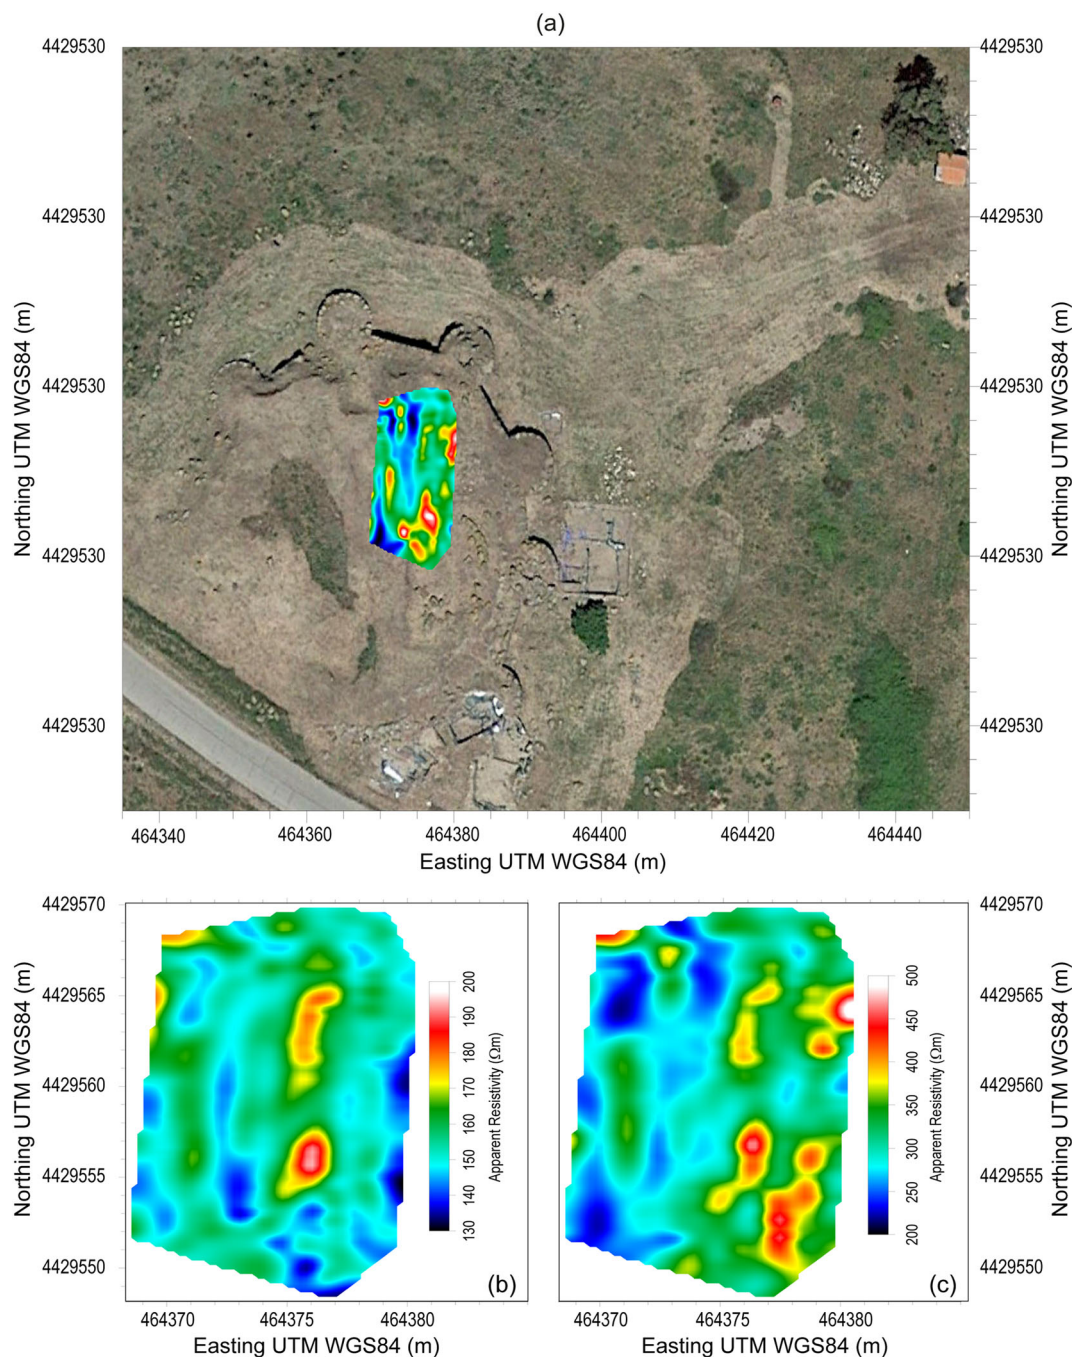 (a)
4429530 4429530
4429530 4429530
4429530 4429530
4429530 4429530
4429530 4429530
Northing UTM WGS84 (m)
Northing UTM WGS84 (m)
464340 464360 464380 464400 464420 464440
Easting UTM WGS84 (m)
4429570
4429565
4429560
4429555
4429550
Northing UTM WGS84 (m)
200
190
180
170
160
150
140
130
Apparent Resistivity (Ωm)
(b)
464370 464375 464380
Easting UTM WGS84 (m)
500
450
400
350
300
250
200
Apparent Resistivity (Ωm)
(c)
4429570
4429565
4429560
4429555
4429550
Northing UTM WGS84 (m)
464370 464375 464380
Easting UTM WGS84 (m)